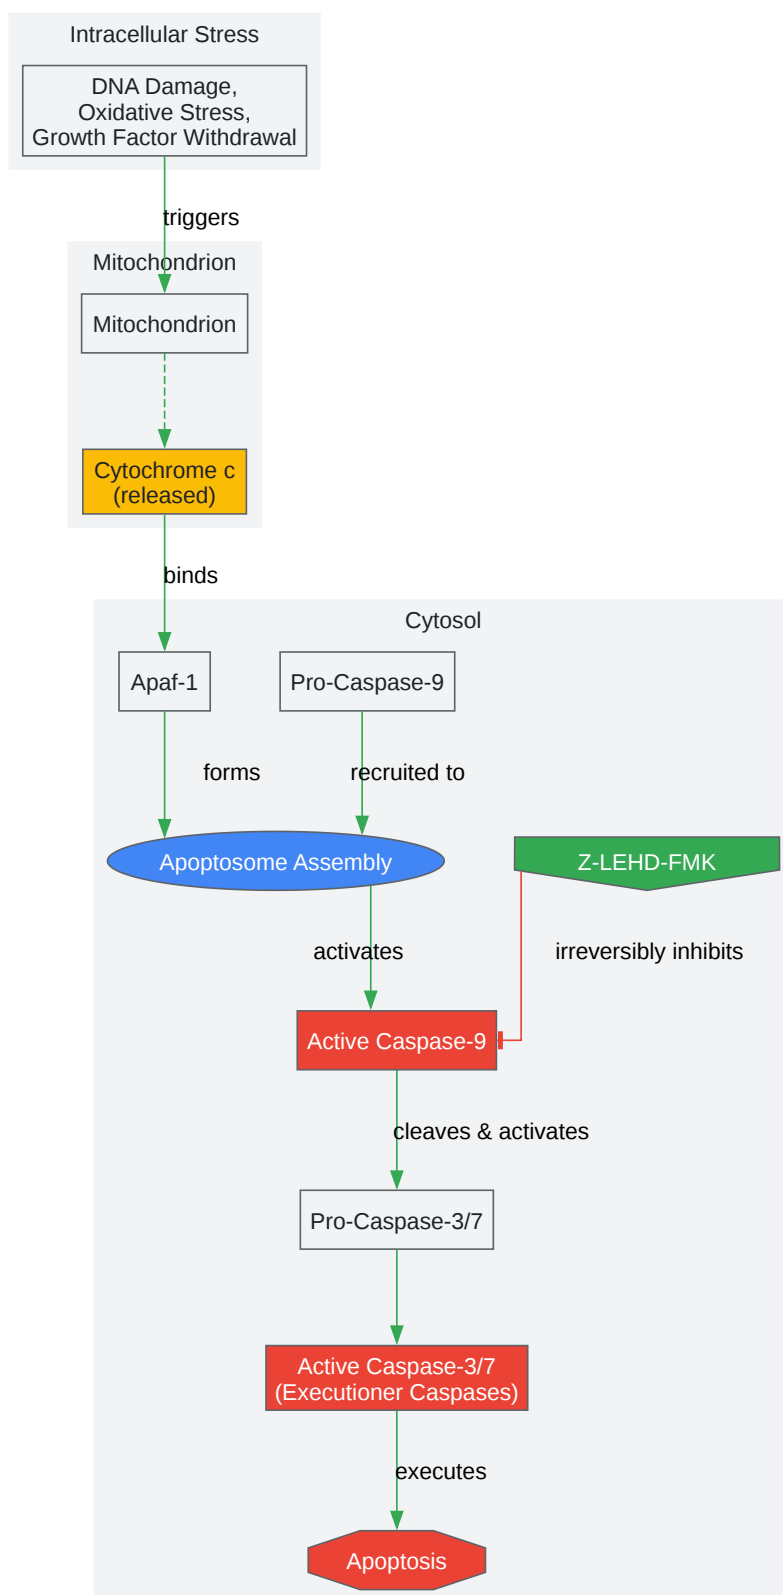 Intracellular Stress
DNA Damage,
Oxidative Stress,
Growth Factor Withdrawal
triggers
Mitochondrion
Mitochondrion
Cytochrome c
(released)
binds
Cytosol
Apaf-1
Pro-Caspase-9
forms
recruited to
Apoptosome Assembly
Z-LEHD-FMK
activates
irreversibly inhibits
Active Caspase-9
cleaves & activates
Pro-Caspase-3/7
Active Caspase-3/7
(Executioner Caspases)
executes
Apoptosis